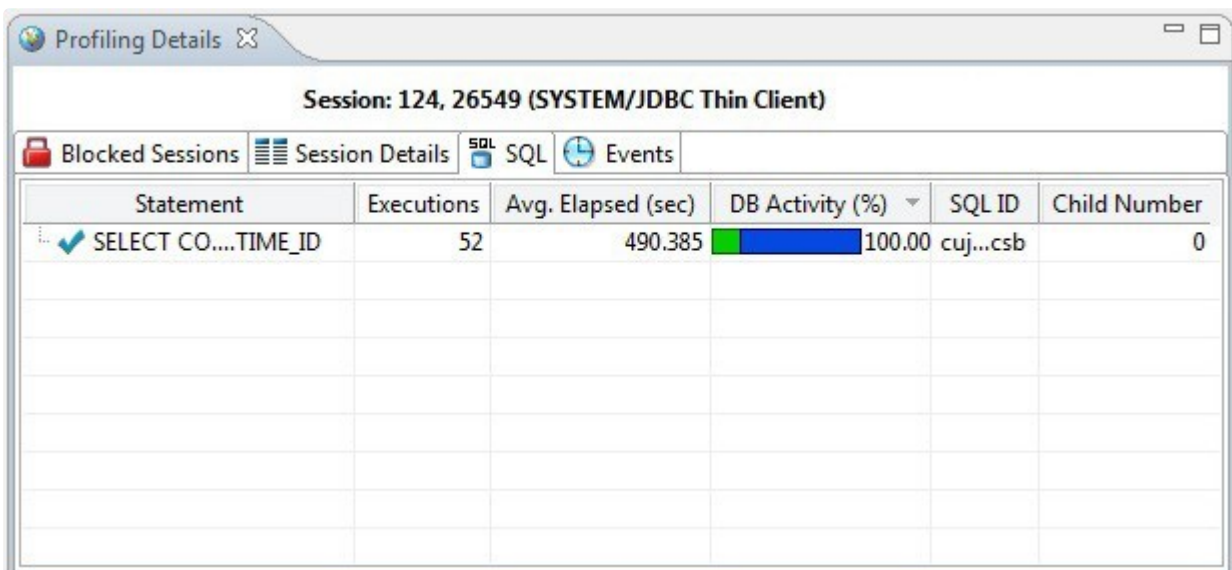 Profiling Details
Session: 124, 26549 (SYSTEM/JDBC Thin Client)
Blocked Sessions Session Details SQL SQL Events
Statement Executions Avg. Elapsed (sec) DB Activity (%) SQL ID Child Number
SELECT CO....TIME_ID 52 490.385 100.00 cuj...csb 0